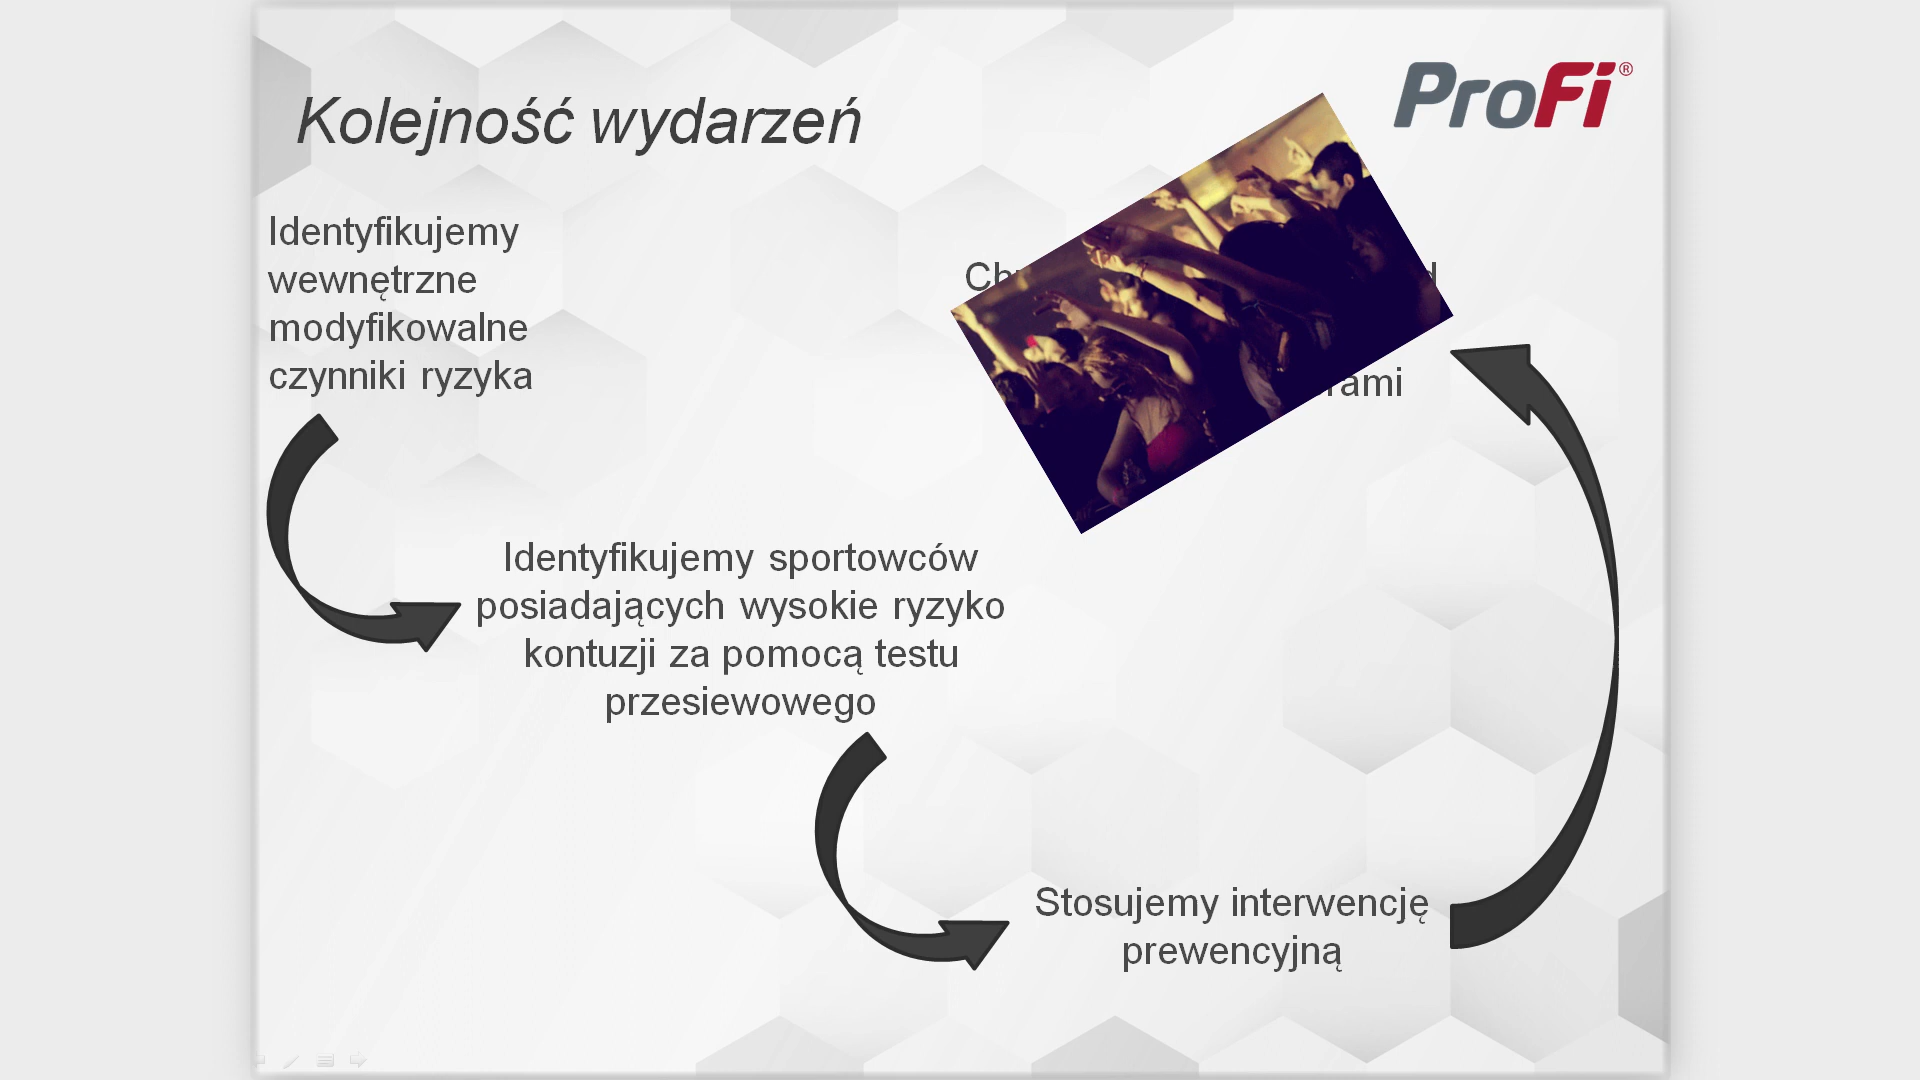 Kolejność wydarzeń
ProFi®
Identyfikujemy
wewnętrzne
modyfikowalne
czynniki ryzyka
Identyfikujemy sportowców
posiadających wysokie ryzyko
kontuzji za pomocą testu
przesiewowego
Stosujemy interwencję
prewencyjną